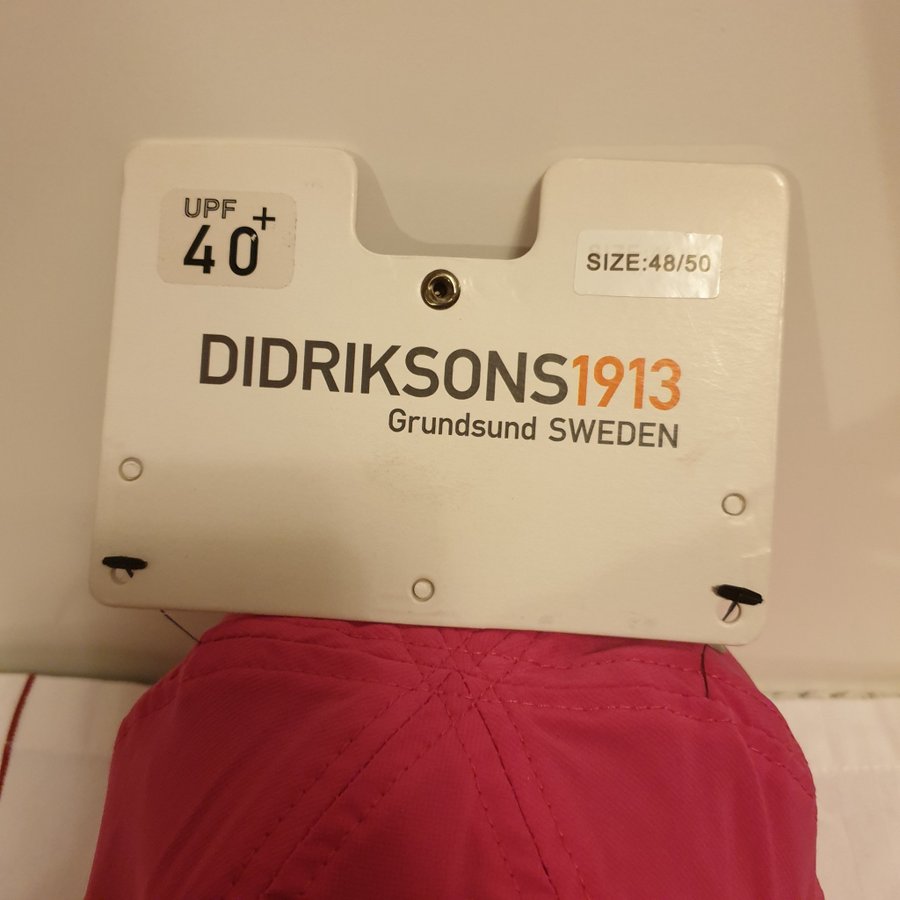 UPF
40+
SIZE:48/50
DIDRIKSONS1913
Grundsund SWEDEN